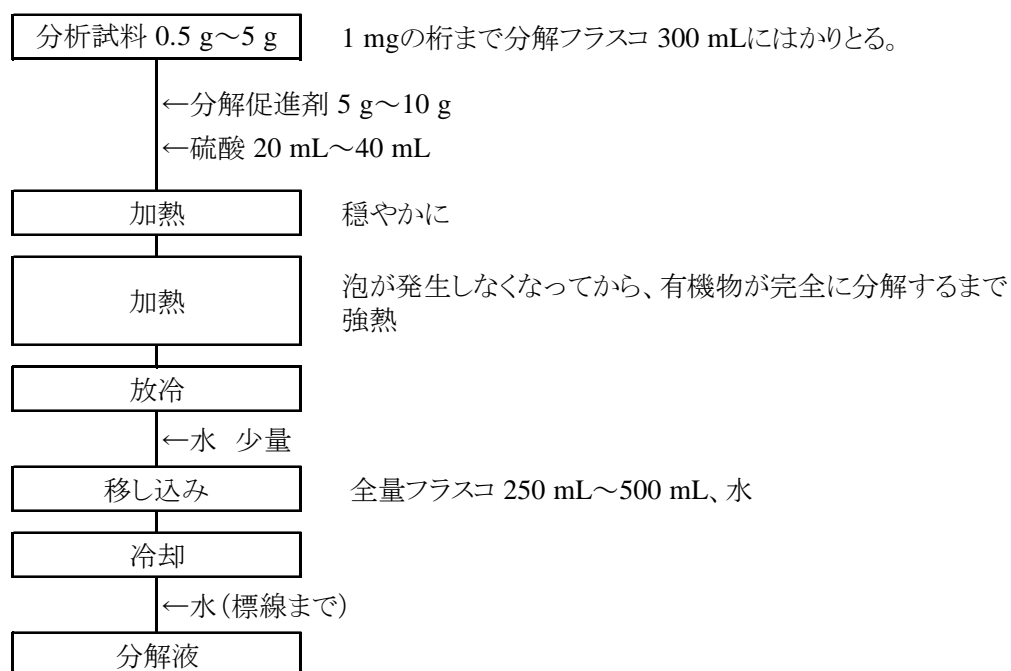 分析試料 0.5 g～5 g
1 mgの桁まで分解フラスコ 300 mLにはかりとる。
←分解促進剤 5 g～10 g
←硫酸 20 mL～40 mL
加熱
穏やかに
加熱
泡が発生しなくなってから、有機物が完全に分解するまで
強熱
放冷
←水　少量
移し込み
全量フラスコ 250 mL～500 mL、水
冷却
←水（標線まで）
分解液